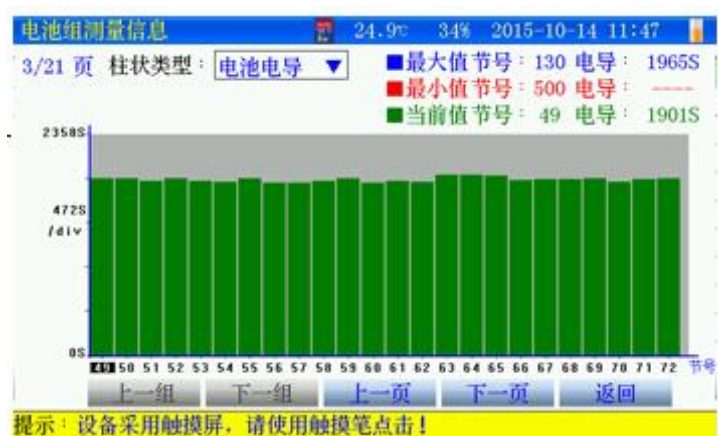 电池组测量信息 24.9℃ 34% 2015-10-14 11:47
3/21 页 柱状类型： 电池电导 ▼ ■最大值 节号：130 电导： 1965S
■最小值 节号：500 电导： ----
■当前值 节号： 49 电导： 1901S
2358S
472S
/div
0S
49 50 51 52 53 54 55 56 57 58 59 60 61 62 63 64 65 66 67 68 69 70 71 72 节号
上一组 下一组 上一页 下一页 返回
提示：设备采用触摸屏，请使用触摸笔点击！